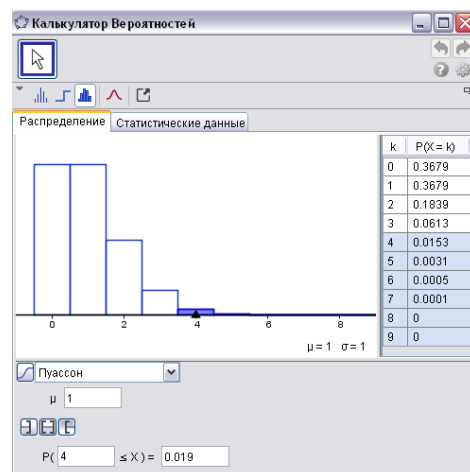 Калькулятор Вероятностей
Распределение Статистические данные
k P(X = k)
0 0.3679
1 0.3679
2 0.1839
3 0.0613
4 0.0153
5 0.0031
6 0.0005
7 0.0001
8 0
9 0
0 2 4 6 8
μ = 1 σ = 1
Пуассон
μ 1
P( 4 ≤ X ) = 0.019